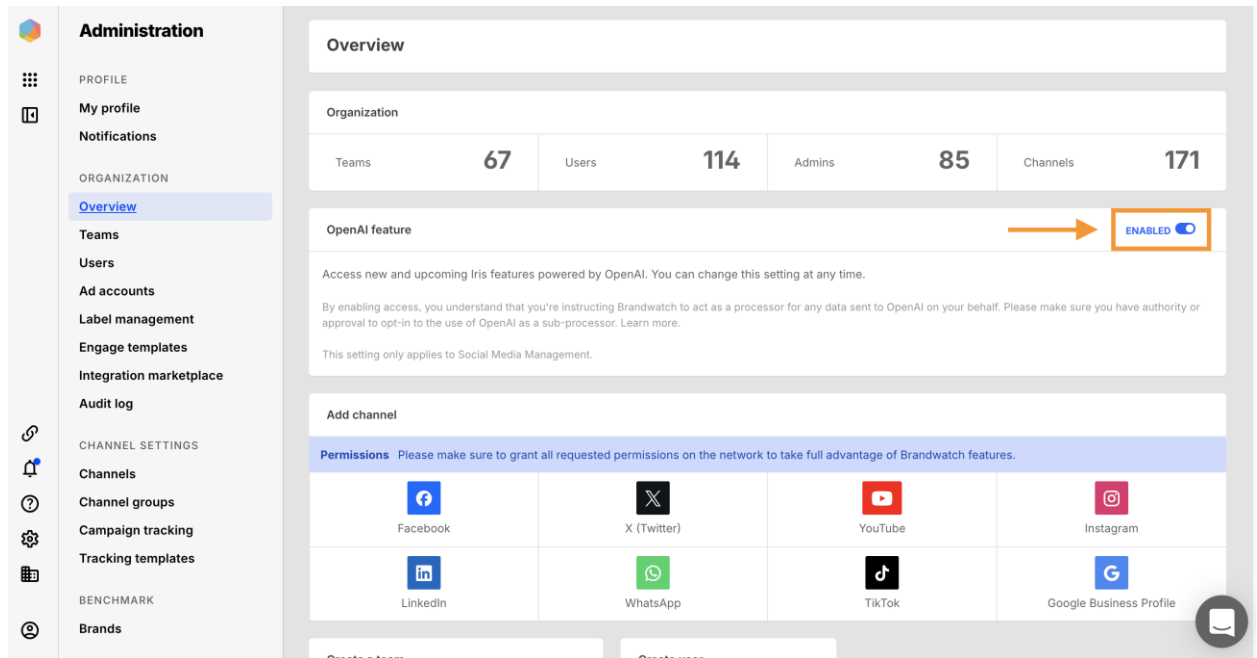 Administration
PROFILE
My profile
Notifications
ORGANIZATION
Overview
Teams
Users
Ad accounts
Label management
Engage templates
Integration marketplace
Audit log
CHANNEL SETTINGS
Channels
Channel groups
Campaign tracking
Tracking templates
BENCHMARK
Brands
Overview
Organization
Teams 67
Users 114
Admins 85
Channels 171
OpenAI feature
ENABLED
Access new and upcoming Iris features powered by OpenAI. You can change this setting at any time.
By enabling access, you understand that you're instructing Brandwatch to act as a processor for any data sent to OpenAI on your behalf. Please make sure you have authority or
approval to opt-in to the use of OpenAI as a sub-processor. Learn more.
This setting only applies to Social Media Management.
Add channel
Permissions Please make sure to grant all requested permissions on the network to take full advantage of Brandwatch features.
Facebook
X (Twitter)
YouTube
Instagram
LinkedIn
WhatsApp
TikTok
Google Business Profile
Create a team
Create user